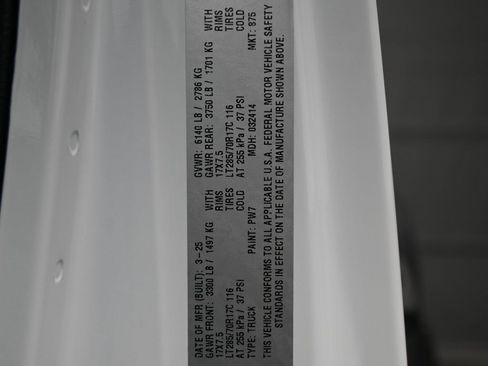 DATE OF MFR (BUILT): 3-25 GVWR: 6140 LB / 2786 KG
GAWR FRONT: 3300 LB / 1497 KG WITH GAWR REAR: 3750 LB / 1701 KG WITH
17X7.5 RIMS 17X7.5 RIMS
LT285/70R17C 116 TIRES LT285/70R17C 116 TIRES
AT 255 kPa / 37 PSI COLD AT 255 kPa / 37 PSI COLD
TYPE: TRUCK PAINT: PW7 MDH: 032414 MKT: 875
THIS VEHICLE CONFORMS TO ALL APPLICABLE U.S.A. FEDERAL MOTOR VEHICLE SAFETY
STANDARDS IN EFFECT ON THE DATE OF MANUFACTURE SHOWN ABOVE.